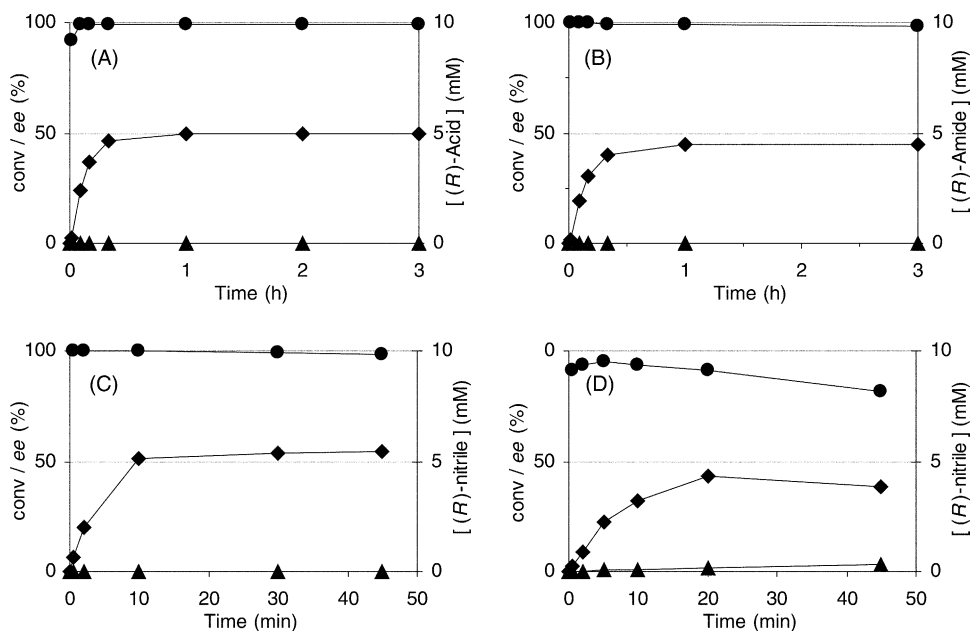 100
50
0
conv / ee (%)
(A)
10
5
0
[ (R)-Acid ] (mM)
0 1 2 3
Time (h)
100
50
0
conv / ee (%)
(B)
10
5
0
[ (R)-Amide ] (mM)
0 1 2 3
Time (h)
100
50
0
conv / ee (%)
(C)
10
5
0
[ (R)-nitrile ] (mM)
0 10 20 30 40 50
Time (min)
0
50
0
conv / ee (%)
(D)
10
5
0
[ (R)-nitrile ] (mM)
0 10 20 30 40 50
Time (min)